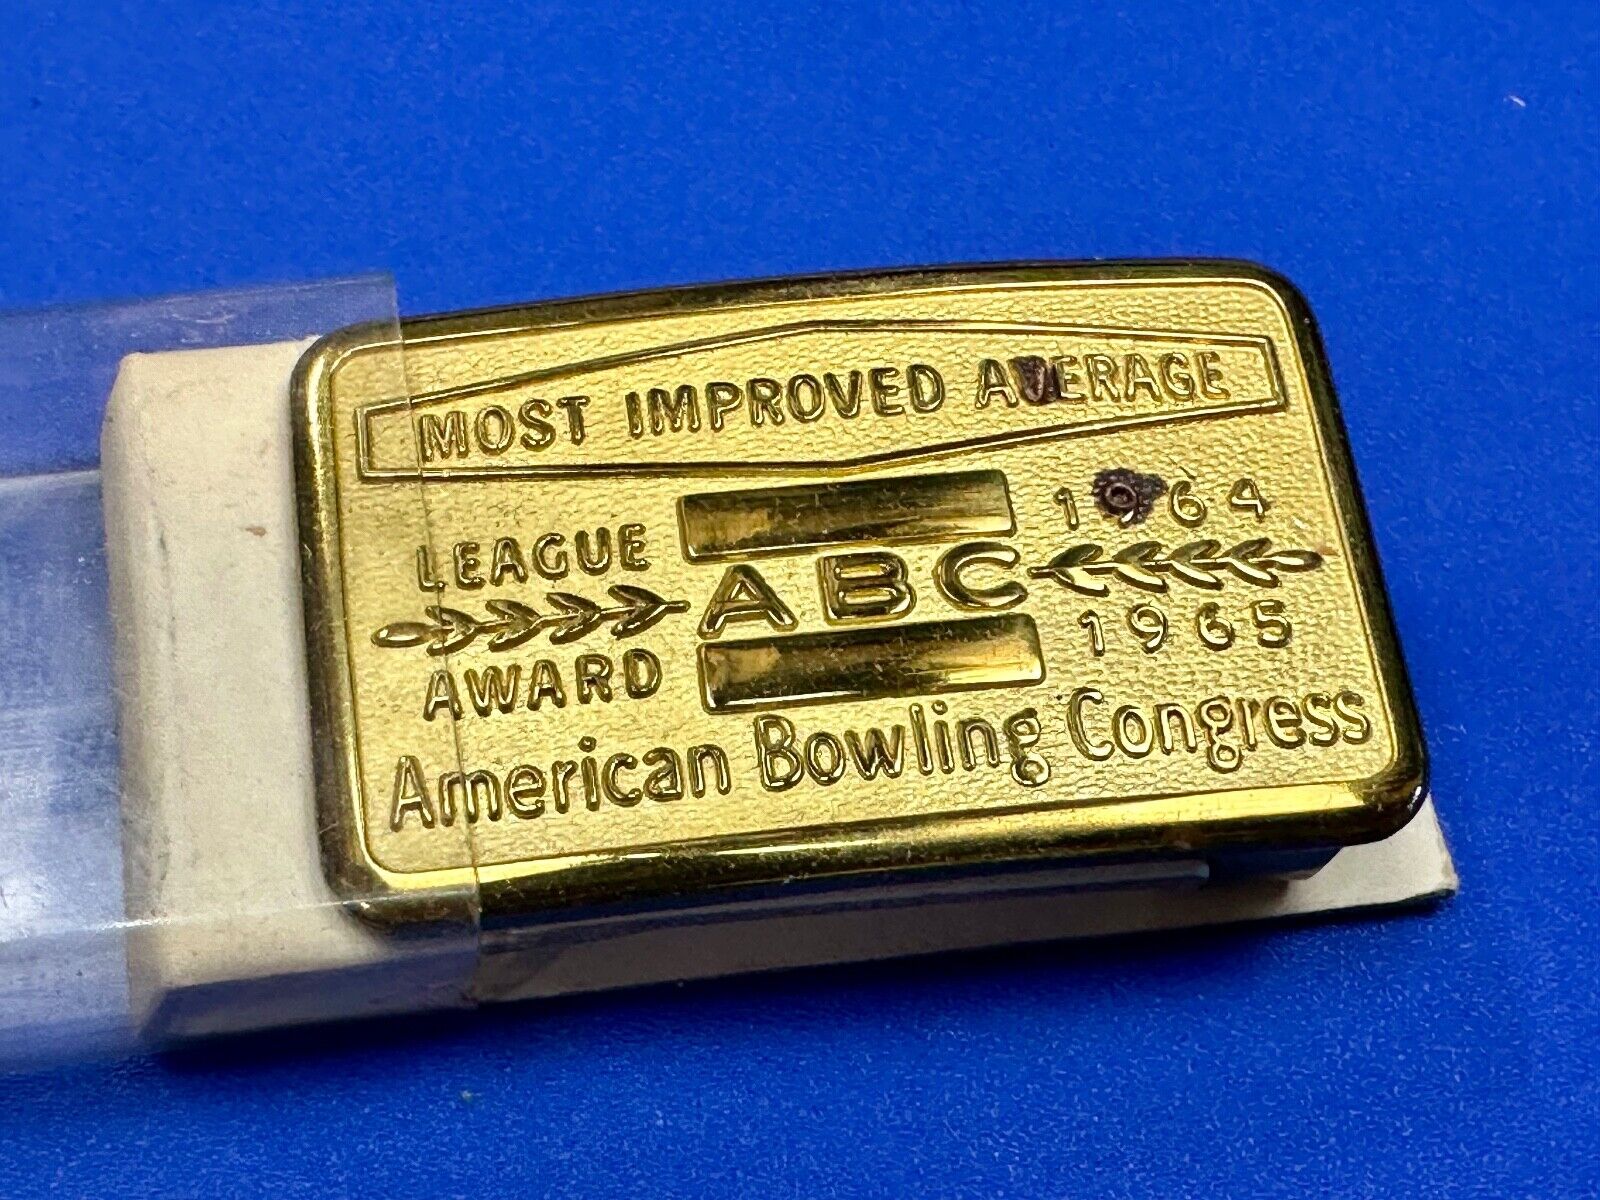 MOST IMPROVED AVERAGE
LEAGUE
AWARD
ABC
1964
1965
American Bowling Congress